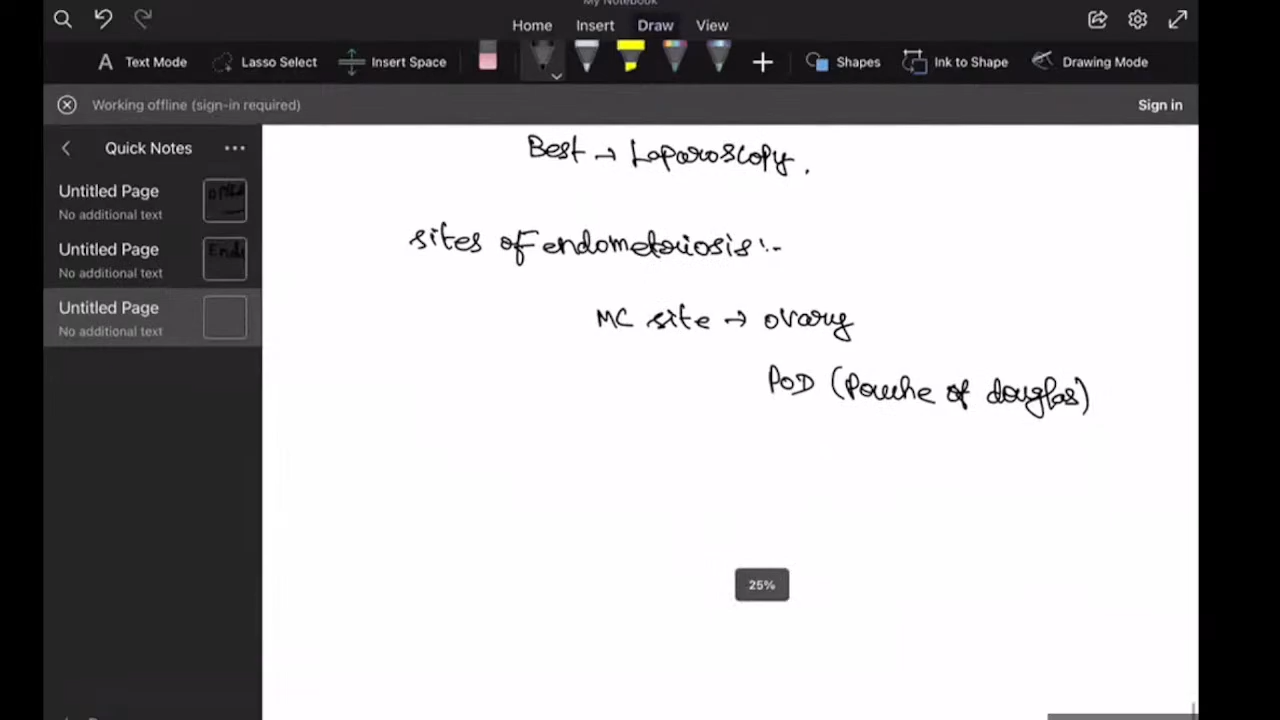 My Notebook
Home Insert Draw View
Text Mode Lasso Select Insert Space Shapes Ink to Shape Drawing Mode
Working offline (sign-in required) Sign in
Quick Notes
Untitled Page
No additional text
Untitled Page
No additional text
Untitled Page
No additional text
Best → Laparoscopy.
sites of endometoriosis:-
MC site → ovary
POD (Pouche of douglas)
25%